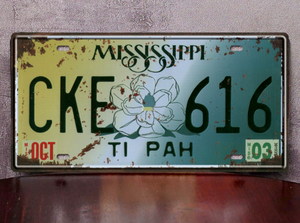 MISSISSIPPI
CKE 616
OCT TI PAH 03